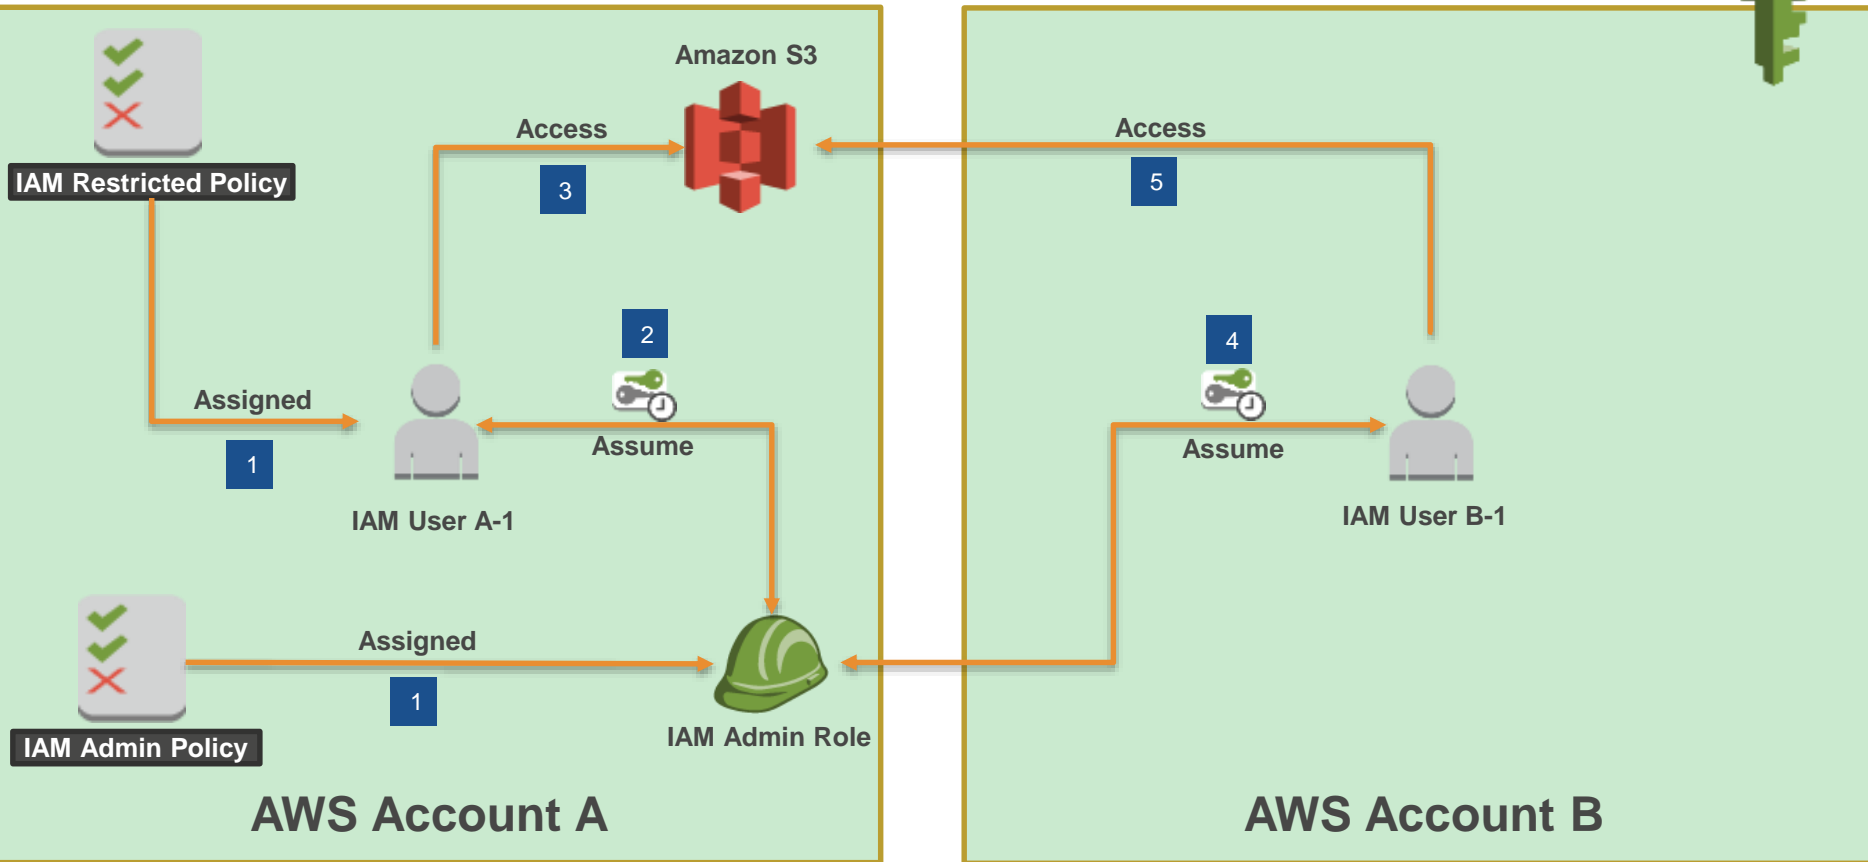 Amazon S3
Access
3
Access
5
IAM Restricted Policy
2
4
Assigned
1
Assume
Assume
IAM User A-1
IAM User B-1
Assigned
1
IAM Admin Role
IAM Admin Policy
AWS Account A
AWS Account B